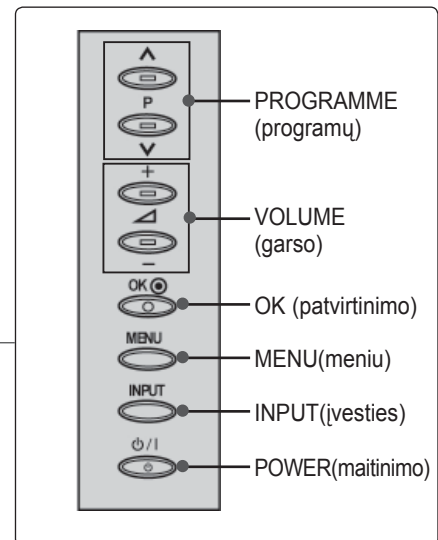 P
+
−
OK
MENU
INPUT
⏻/I
PROGRAMME
(programų)
VOLUME
(garso)
OK (patvirtinimo)
MENU(meniu)
INPUT(įvesties)
POWER(maitinimo)